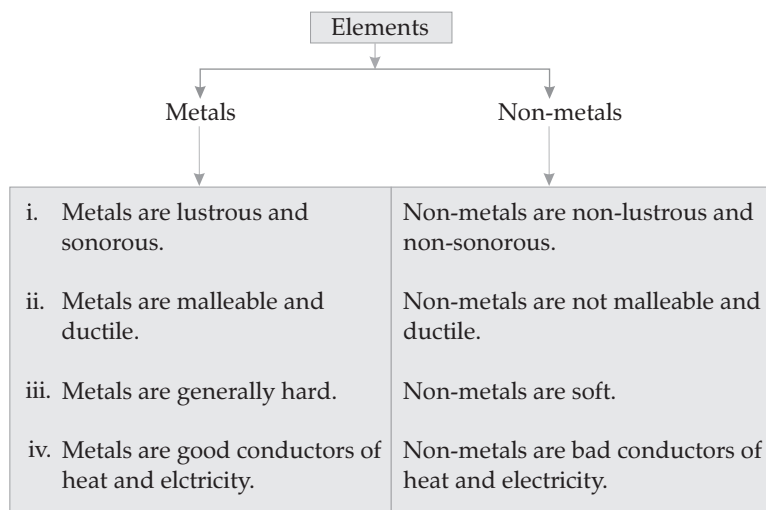 Elements
Metals
Non-metals
i. Metals are lustrous and
sonorous.
Non-metals are non-lustrous and
non-sonorous.
ii. Metals are malleable and
ductile.
Non-metals are not malleable and
ductile.
iii. Metals are generally hard.
Non-metals are soft.
iv. Metals are good conductors of
heat and elctricity.
Non-metals are bad conductors of
heat and electricity.